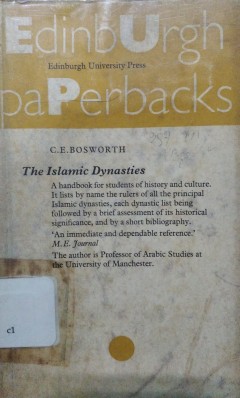 EdinbUrgh
Edinburgh University Press
paPerbacks
C.E.BOSWORTH
The Islamic Dynasties
A handbook for students of history and culture.
It lists by name the rulers of all the principal
Islamic dynasties, each dynastic list being
followed by a brief assessment of its historical
significance, and by a short bibliography.
‘An immediate and dependable reference.’
M.E. Journal
The author is Professor of Arabic Studies at
the University of Manchester.
c1